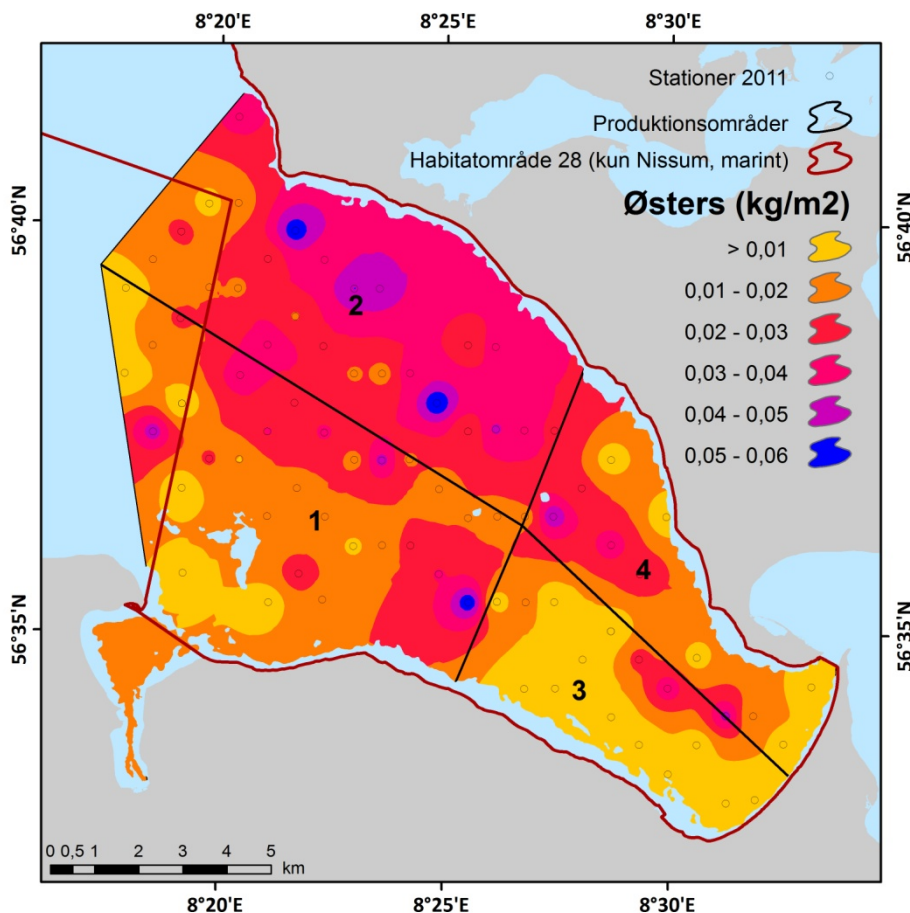 8°20'E 8°25'E 8°30'E
Stationer 2011
Produktionsområder
Habitatområde 28 (kun Nissum, marint)
Østers (kg/m2)
> 0,01
0,01 - 0,02
0,02 - 0,03
0,03 - 0,04
0,04 - 0,05
0,05 - 0,06
56°40'N 56°40'N
2
1
4
3
56°35'N 56°35'N
0 0,5 1 2 3 4 5
km
8°20'E 8°25'E 8°30'E